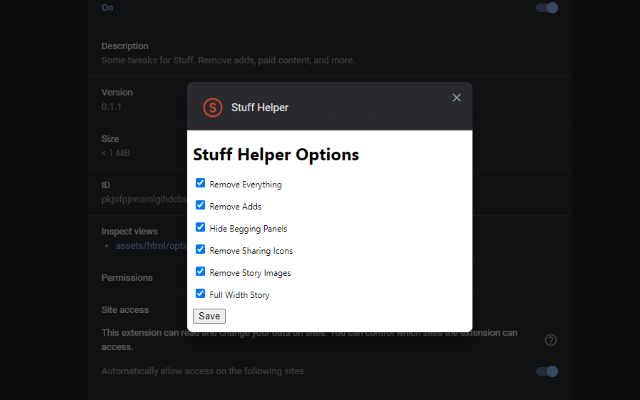 On
Description
Some tweaks for Stuff. Remove adds, paid content, and more.
Version
0.1.1
Size
< 1 MB
ID
Inspect views
assets/html/opti
Permissions
Site access
This extension can read and change your data on sites. You can control which sites the extension can
access.
Automatically allow access on the following sites
S
Stuff Helper
Stuff Helper Options
Remove Everything
Remove Adds
Hide Begging Panels
Remove Sharing Icons
Remove Story Images
Full Width Story
Save